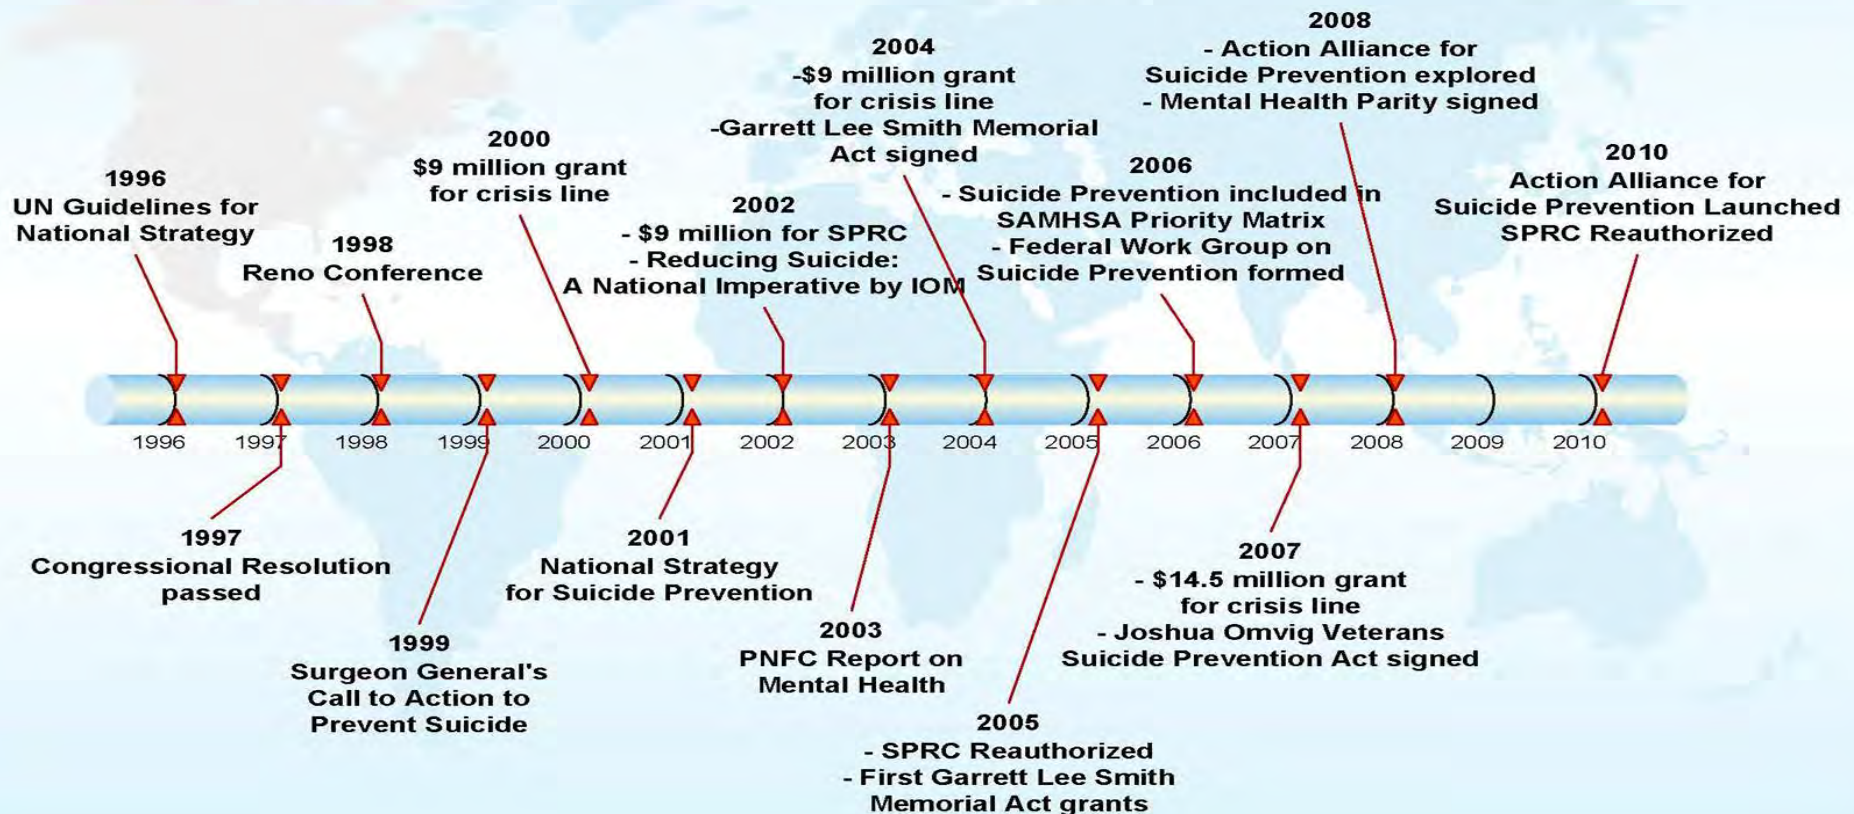 1996
UN Guidelines for
National Strategy
1998
Reno Conference
2000
$9 million grant
for crisis line
2002
- $9 million for SPRC
- Reducing Suicide:
A National Imperative by IOM
2004
-$9 million grant
for crisis line
-Garrett Lee Smith Memorial
Act signed
2006
- Suicide Prevention included in
SAMHSA Priority Matrix
- Federal Work Group on
Suicide Prevention formed
2008
- Action Alliance for
Suicide Prevention explored
- Mental Health Parity signed
2010
Action Alliance for
Suicide Prevention Launched
SPRC Reauthorized
1996 1997 1998 1999 2000 2001 2002 2003 2004 2005 2006 2007 2008 2009 2010
1997
Congressional Resolution
passed
1999
Surgeon General's
Call to Action to
Prevent Suicide
2001
National Strategy
for Suicide Prevention
2003
PNFC Report on
Mental Health
2005
- SPRC Reauthorized
- First Garrett Lee Smith
Memorial Act grants
2007
- $14.5 million grant
for crisis line
- Joshua Omvig Veterans
Suicide Prevention Act signed